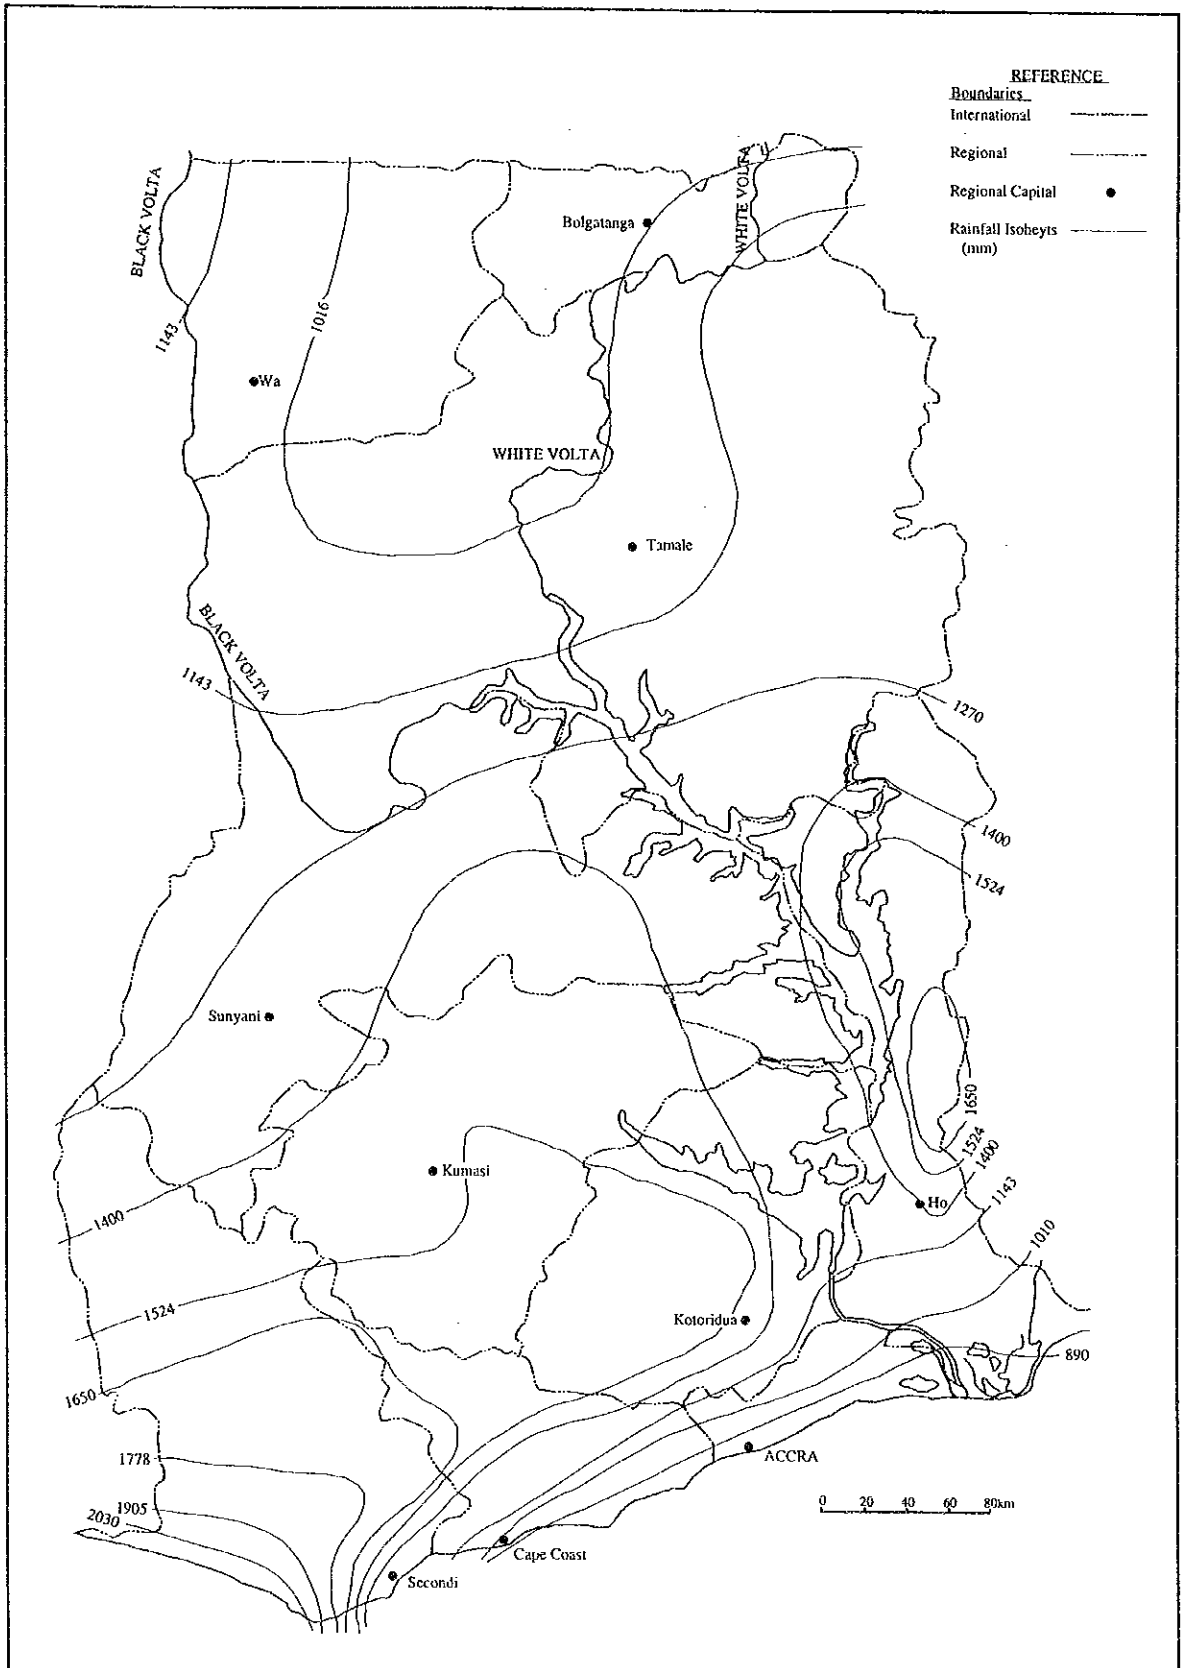 REFERENCE
Boundaries
International
Regional
Regional Capital
Rainfall Isoheyts
(mm)
BLACK VOLTA
WHITE VOLTA
Bolgatanga
1143
1016
Wa
WHITE VOLTA
Tamale
BLACK VOLTA
1143
1270
1400
1524
Sunyani
1650
1524
1400
Kumasi
Ho
1143
1400
1010
1524
Kotoridua
890
1650
1778
ACCRA
1905
2030
0 20 40 60 80km
Cape Coast
Secondi